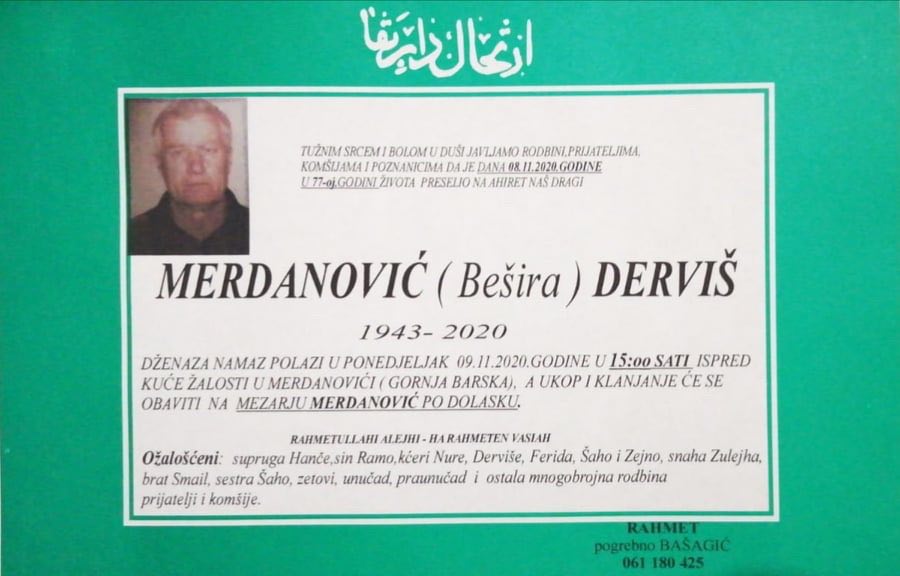 ارتحال دار بقا
TUŽNIM SRCEM I BOLOM U DUŠI JAVLJAMO RODBINI,PRIJATELJIMA,
KOMŠIJAMA I POZNANICIMA DA JE DANA 08.11.2020.GODINE
U 77-oj.GODINI ŽIVOTA PRESELIO NA AHIRET NAŠ DRAGI
MERDANOVIĆ ( Bešira ) DERVIŠ
1943- 2020
DŽENAZA NAMAZ POLAZI U PONEDJELJAK 09.11.2020.GODINE U 15:00 SATI ISPRED
KUĆE ŽALOSTI U MERDANOVIĆI ( GORNJA BARSKA), A UKOP I KLANJANJE ĆE SE
OBAVITI NA MEZARJU MERDANOVIĆ PO DOLASKU.
RAHMETULLAHI ALEJHI - HA RAHMETEN VASIAH
Ožalošćeni: supruga Hanče,sin Ramo,kćeri Nure, Derviše, Ferida, Šaho i Zejno, snaha Zulejha,
brat Smail, sestra Šaho, zetovi, unučad, praunučad i ostala mnogobrojna rodbina
prijatelji i komšije.
RAHMET
pogrebno BAŠAGIĆ
061 180 425